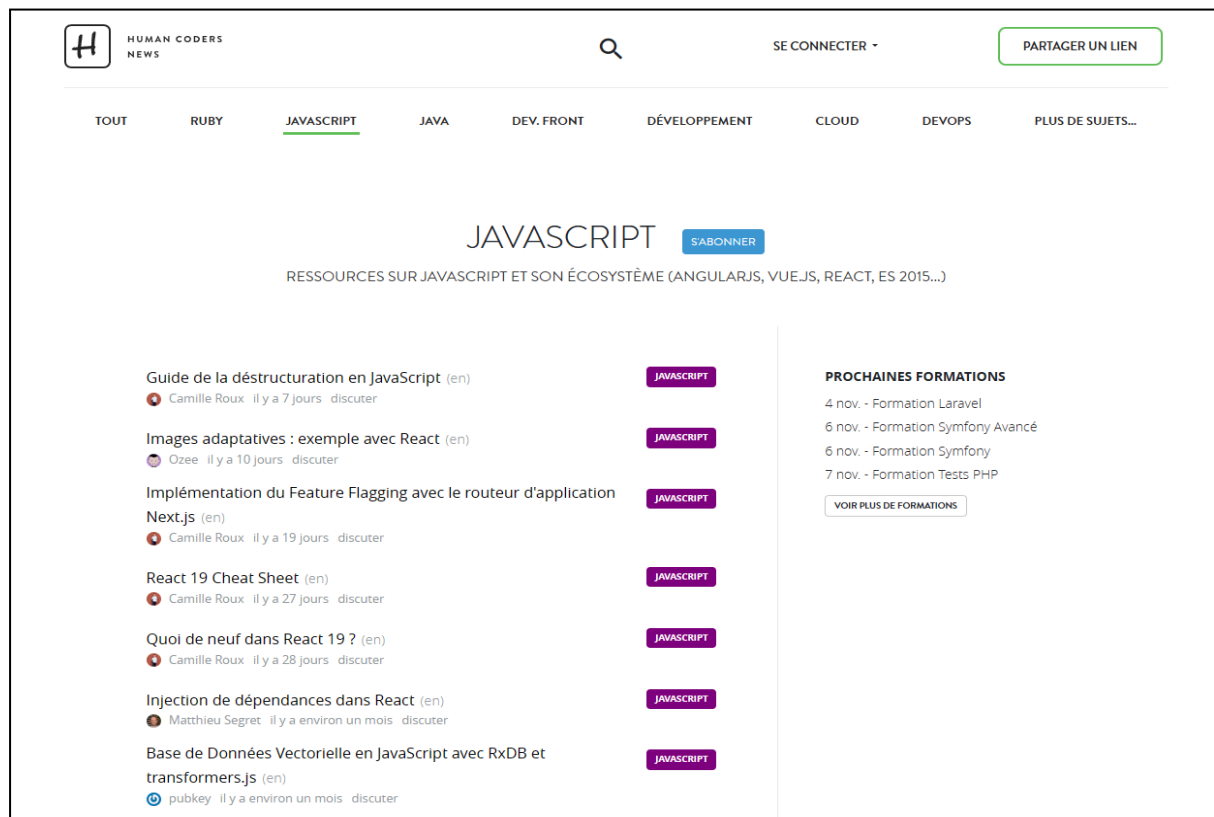 HUMAN CODERS
NEWS
SE CONNECTER
PARTAGER UN LIEN
TOUT RUBY JAVASCRIPT JAVA DEV. FRONT DÉVELOPPEMENT CLOUD DEVOPS PLUS DE SUJETS...
JAVASCRIPT S'ABONNER
RESSOURCES SUR JAVASCRIPT ET SON ÉCOSYSTÈME (ANGULARJS, VUE.JS, REACT, ES 2015...)
Guide de la déstructuration en JavaScript (en) JAVASCRIPT
Camille Roux il y a 7 jours discuter
Images adaptatives : exemple avec React (en) JAVASCRIPT
Ozee il y a 10 jours discuter
Implémentation du Feature Flagging avec le routeur d'application JAVASCRIPT
Next.js (en)
Camille Roux il y a 19 jours discuter
React 19 Cheat Sheet (en) JAVASCRIPT
Camille Roux il y a 27 jours discuter
Quoi de neuf dans React 19 ? (en) JAVASCRIPT
Camille Roux il y a 28 jours discuter
Injection de dépendances dans React (en) JAVASCRIPT
Matthieu Segret il y a environ un mois discuter
Base de Données Vectorielle en JavaScript avec RxDB et JAVASCRIPT
transformers.js (en)
pubkey il y a environ un mois discuter
PROCHAINES FORMATIONS
4 nov. - Formation Laravel
6 nov. - Formation Symfony Avancé
6 nov. - Formation Symfony
7 nov. - Formation Tests PHP
VOIR PLUS DE FORMATIONS